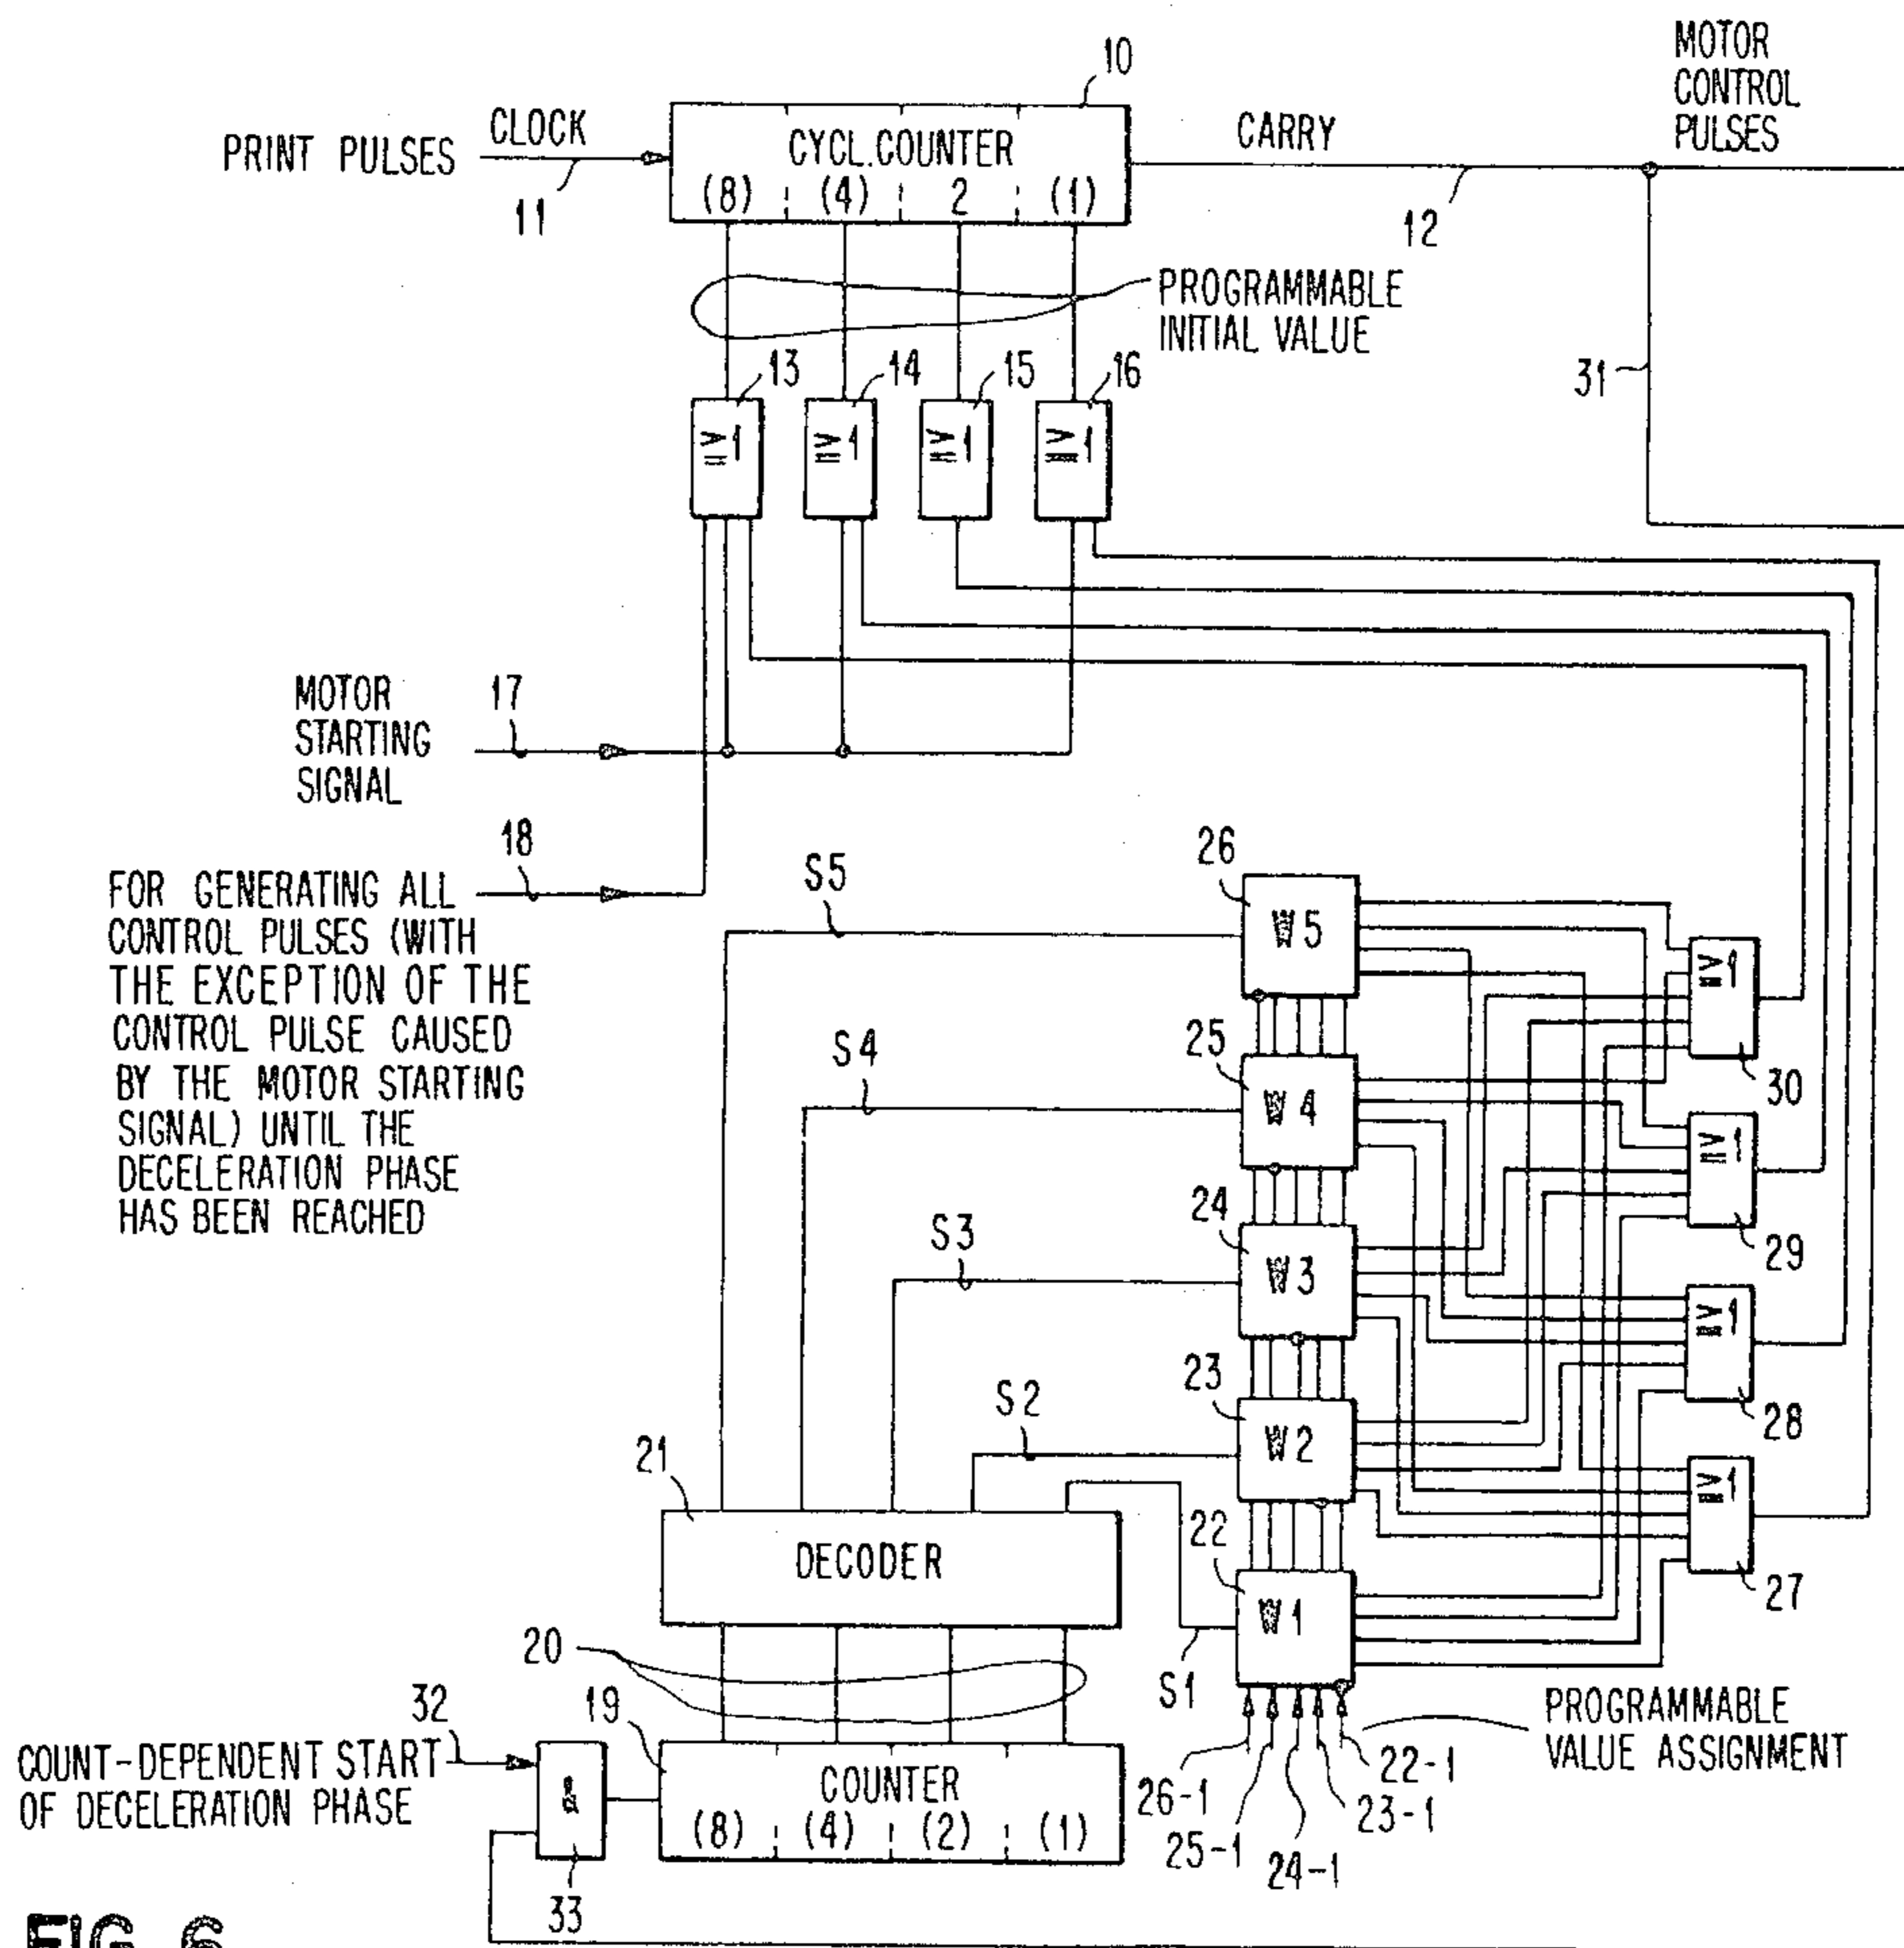 10
MOTOR
CONTROL
PULSES
PRINT PULSES
CLOCK
11
CYCL.COUNTER
(8) (4) 2 (1)
CARRY
12
PROGRAMMABLE
INITIAL VALUE
31
13 14 15 16
≥1 ≥1 ≥1 ≥1
MOTOR
STARTING
SIGNAL
17
18
FOR GENERATING ALL
CONTROL PULSES (WITH
THE EXCEPTION OF THE
CONTROL PULSE CAUSED
BY THE MOTOR STARTING
SIGNAL) UNTIL THE
DECELERATION PHASE
HAS BEEN REACHED
S5
26
W5
≥1
30
S4
25
W4
≥1
29
S3
24
W3
≥1
28
S2
23
W2
≥1
27
21
DECODER
22
W1
S1
20
PROGRAMMABLE
VALUE ASSIGNMENT
22-1
23-1
24-1
25-1
26-1
32
COUNT-DEPENDENT START
OF DECELERATION PHASE
&
33
19
COUNTER
(8) (4) (2) (1)
FIG. 6